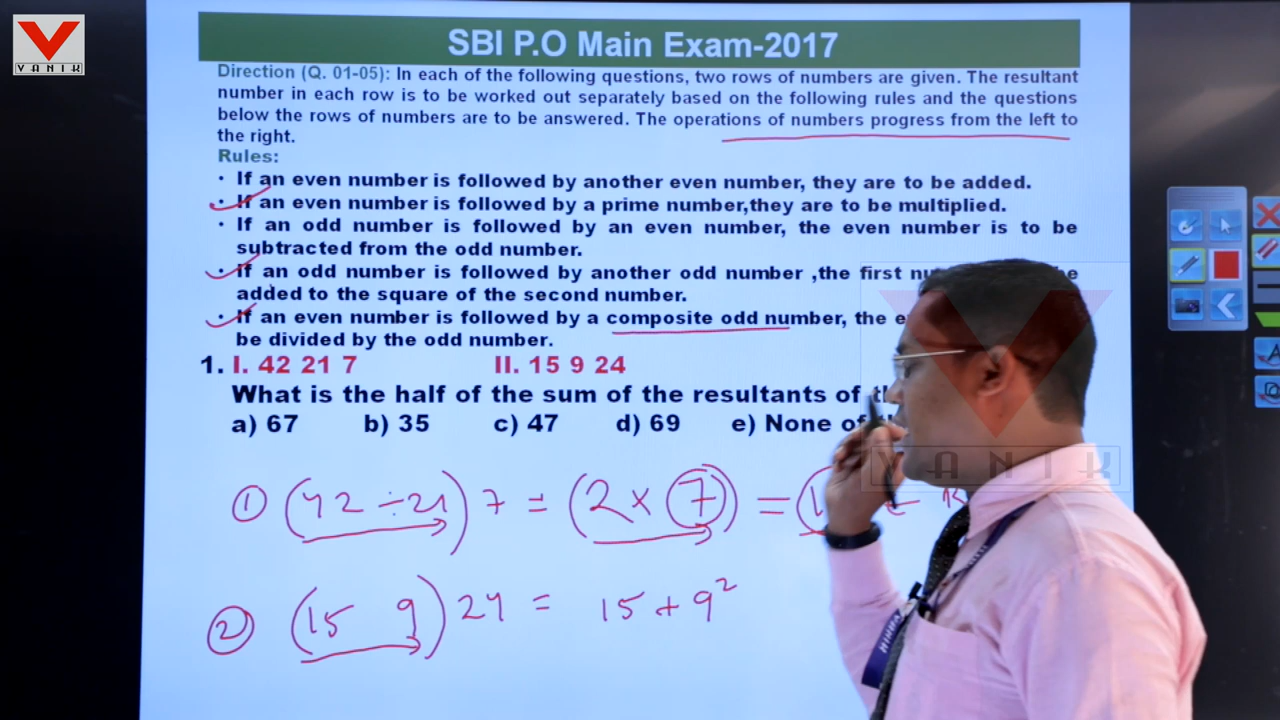 VANIK
SBI P.O Main Exam-2017
Direction (Q. 01-05): In each of the following questions, two rows of numbers are given. The resultant
number in each row is to be worked out separately based on the following rules and the questions
below the rows of numbers are to be answered. The operations of numbers progress from the left to
the right.
Rules:
· If an even number is followed by another even number, they are to be added.
· If an even number is followed by a prime number,they are to be multiplied.
· If an odd number is followed by an even number, the even number is to be
subtracted from the odd number.
· If an odd number is followed by another odd number ,the first
added to the square of the second number.
· If an even number is followed by a composite odd number, the
be divided by the odd number.
1. I. 42 21 7 II. 15 9 24
What is the half of the sum of the resultants of
a) 67 b) 35 c) 47 d) 69 e) None of
① (42 ÷ 21) 7 = (2 × 7) =
② (15 9) 24 = 15 + 9²
VANIK